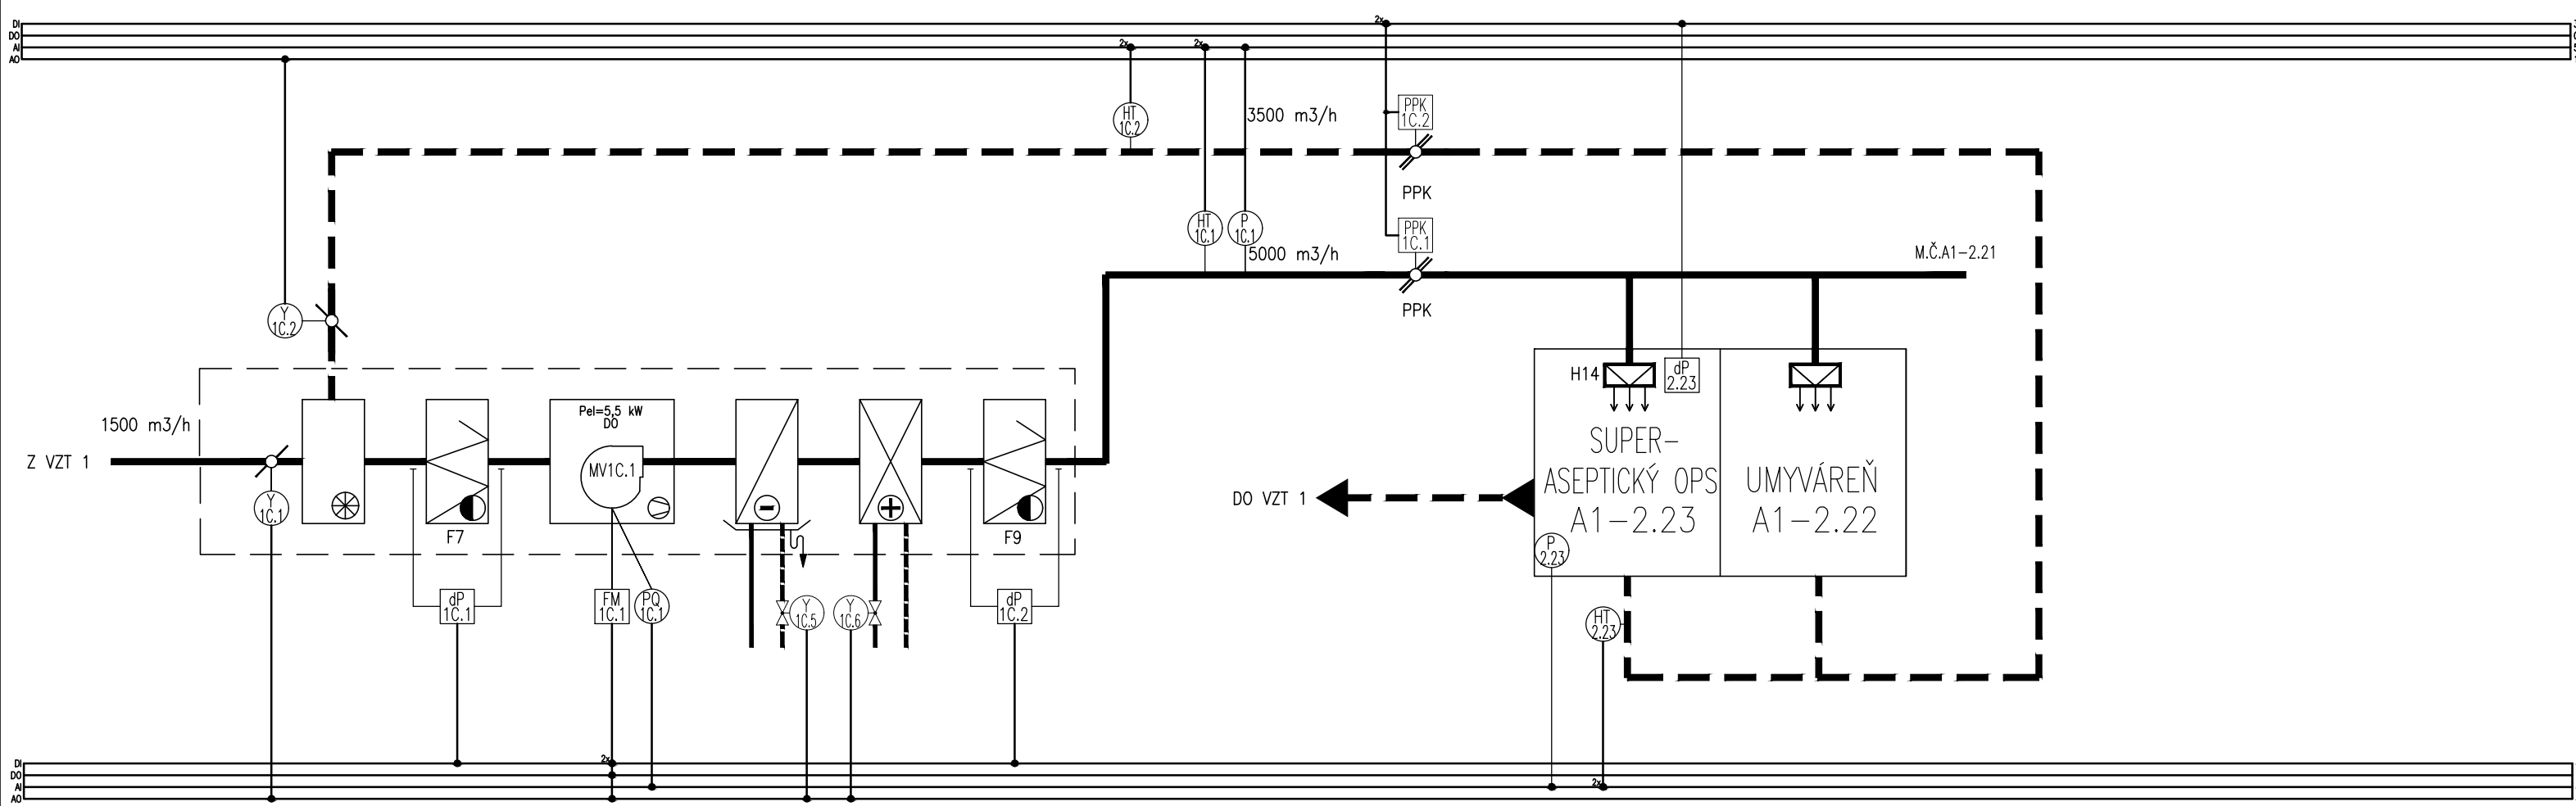 DI
DO
AI
AO
2x
2x
2x
HT
1C.2
3500 m3/h
PPK
1C.2
PPK
HT
1C.1
P
1C.1
5000 m3/h
PPK
1C.1
PPK
M.Č.A1-2.21
Y
1C.2
1500 m3/h
Z VZT 1
Y
1C.1
F7
Pel=5,5 kW
DO
MV1C.1
F9
H14
dP
2.23
SUPER-
ASEPTICKÝ OPS
A1-2.23
UMYVÁREŇ
A1-2.22
DO VZT 1
P
2.23
dP
1C.1
FM
1C.1
PQ
1C.1
Y
1C.5
Y
1C.6
dP
1C.2
HT
2.23
2x
2x
DI
DO
AI
AO